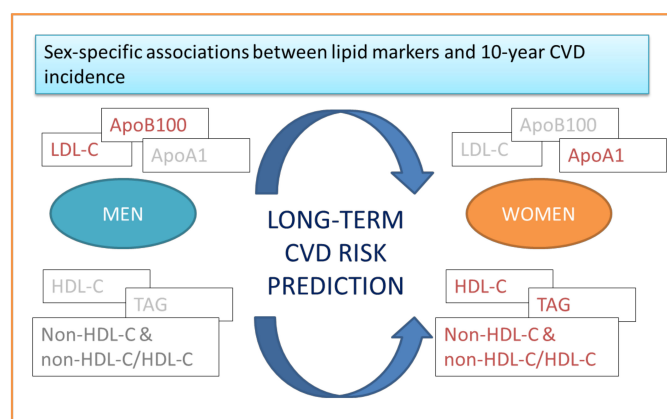 Sex-specific associations between lipid markers and 10-year CVD
incidence
ApoB100
LDL-C
ApoA1
MEN
HDL-C
TAG
Non-HDL-C &
non-HDL-C/HDL-C
LONG-TERM
CVD RISK
PREDICTION
ApoB100
LDL-C
ApoA1
WOMEN
HDL-C
TAG
Non-HDL-C &
non-HDL-C/HDL-C